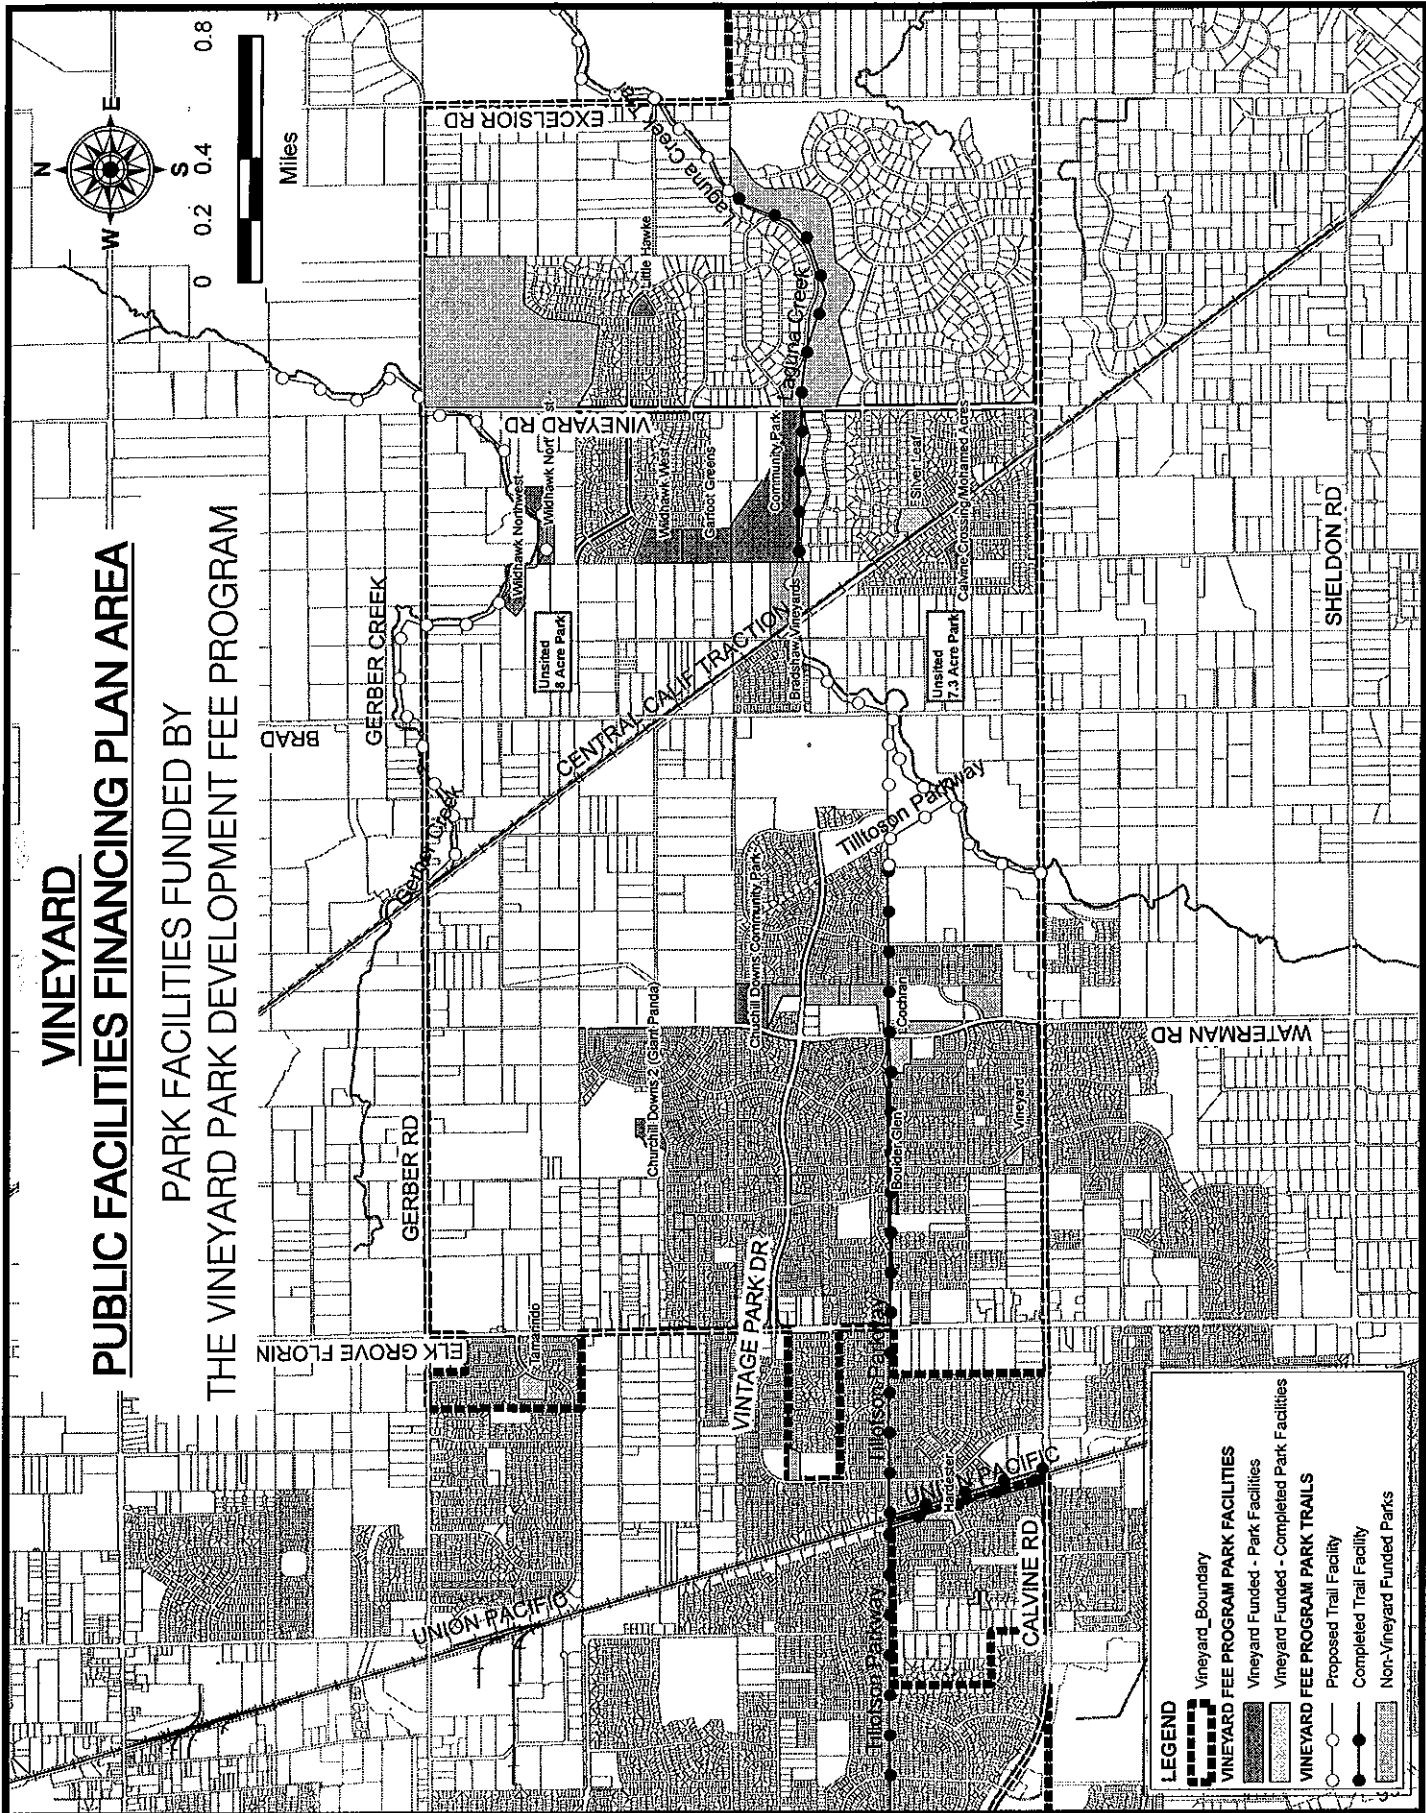 VINEYARD
PUBLIC FACILITIES FINANCING PLAN AREA
PARK FACILITIES FUNDED BY
THE VINEYARD PARK DEVELOPMENT FEE PROGRAM
N
W
E
S
0
0.2
0.4
0.8
Miles
GERBER CREEK
BRAD
GERBER RD
ELK GROVE FLORIN
EXCELSIOR RD
VINEYARD RD
Gerber Creek
UNION PACIFIC
CENTRAL CALIF TRACTION
Tamarindo
Wildhawk Northwest
Unsited
8 Acre Park
Little Hawke
Wildhawk West
Garfoot Greens
Laguna Creek
Churchill Downs 2 (Giant Panda)
VINTAGE PARK DR
Churchill Downs Community Park
Community Park
Laguna Creek
Bradshaw Vineyards
Tilltoson Parkway
Tillotson Parkway
Tillotson Parkway
Boulder Glen
Cochran
Unsited
7.3 Acre Park
Silver Leaf
Calvine Crossing/Mohamed Acres
UNION PACIFIC
Hardester
Vineyard
CALVINE RD
WATERMAN RD
SHELDON RD
LEGEND
Vineyard_Boundary
VINEYARD FEE PROGRAM PARK FACILITIES
Vineyard Funded - Park Facilities
Vineyard Funded - Completed Park Facilities
VINEYARD FEE PROGRAM PARK TRAILS
Proposed Trail Facility
Completed Trail Facility
Non-Vineyard Funded Parks